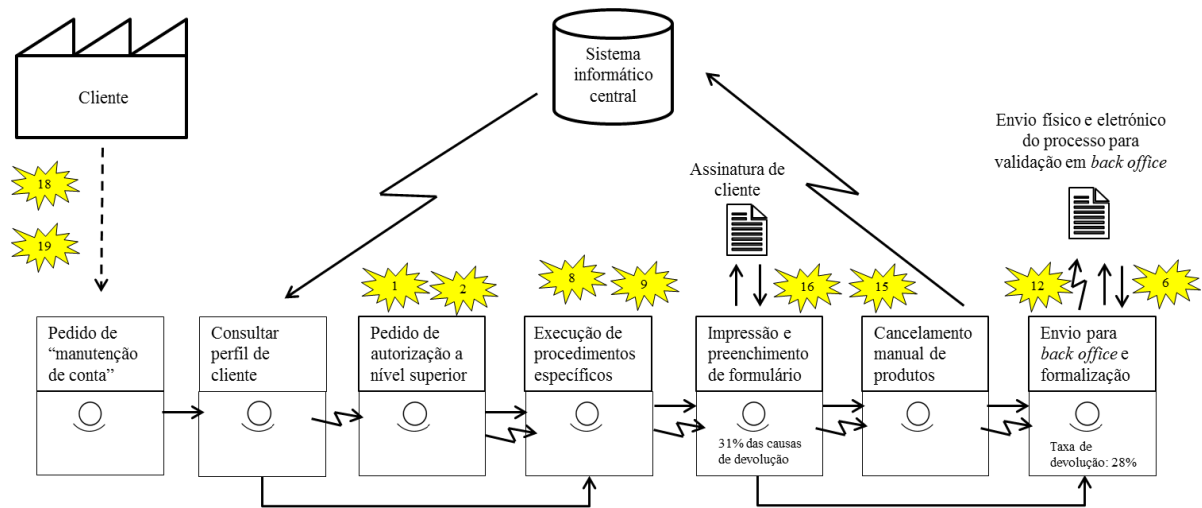 Cliente
Sistema
informático
central
Envio físico e eletrónico
do processo para
validação em back office
18
19
Assinatura de
cliente
1
2
8
9
16
15
12
6
Pedido de
“manutenção
de conta”
Consultar
perfil de
cliente
Pedido de
autorização a
nível superior
Execução de
procedimentos
específicos
Impressão e
preenchimento
de formulário
Cancelamento
manual de
produtos
Envio para
back office e
formalização
31% das causas
de devolução
Taxa de
devolução: 28%